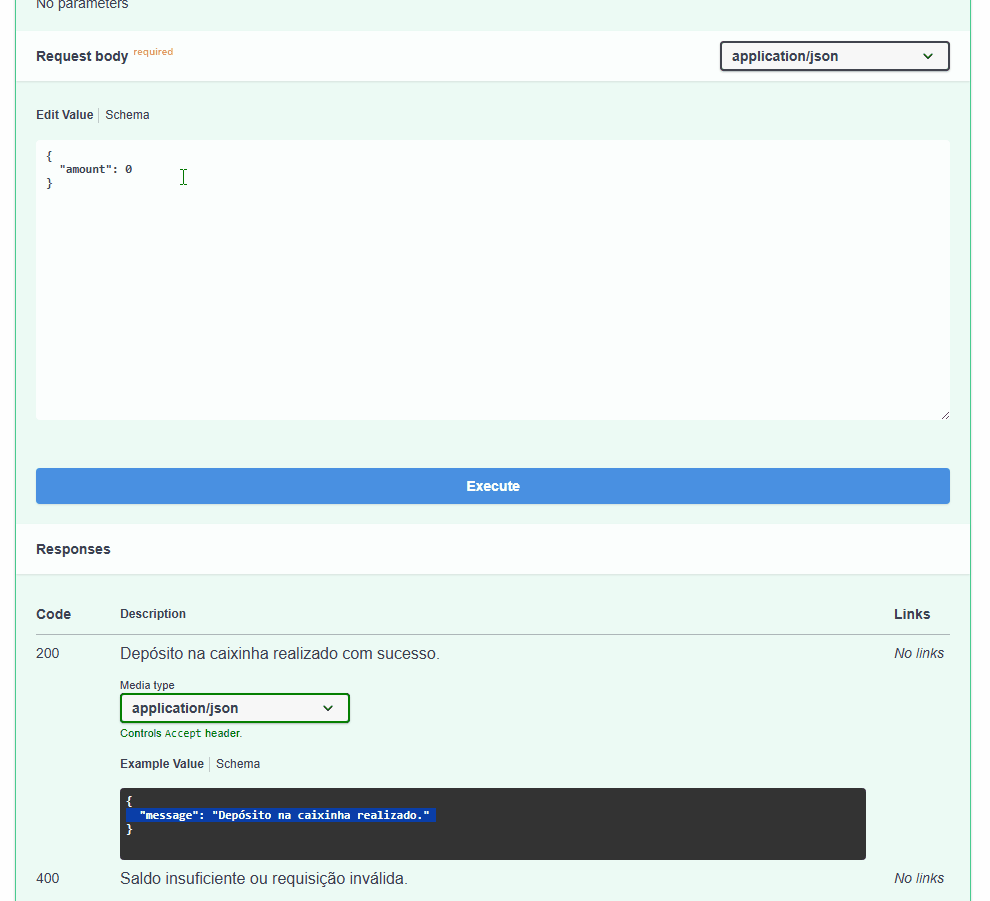 No parameters
Request body required
application/json
Edit Value Schema
{
"amount": 0
}
Execute
Responses
Code Description Links
200 Depósito na caixinha realizado com sucesso. No links
Media type
application/json
Controls Accept header.
Example Value Schema
{
"message": "Depósito na caixinha realizado."
}
400 Saldo insuficiente ou requisição inválida. No links